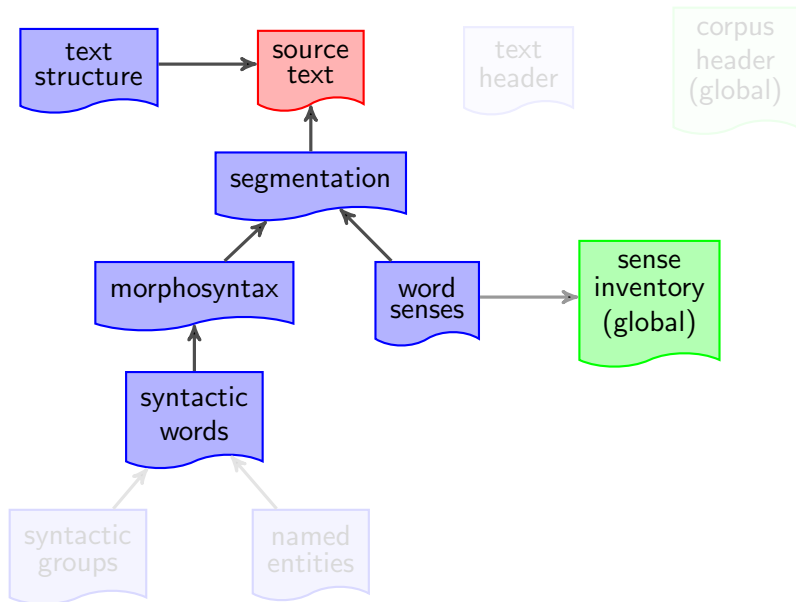 text
structure
source
text
text
header
corpus
header
(global)
segmentation
morphosyntax
word
senses
sense
inventory
(global)
syntactic
words
syntactic
groups
named
entities